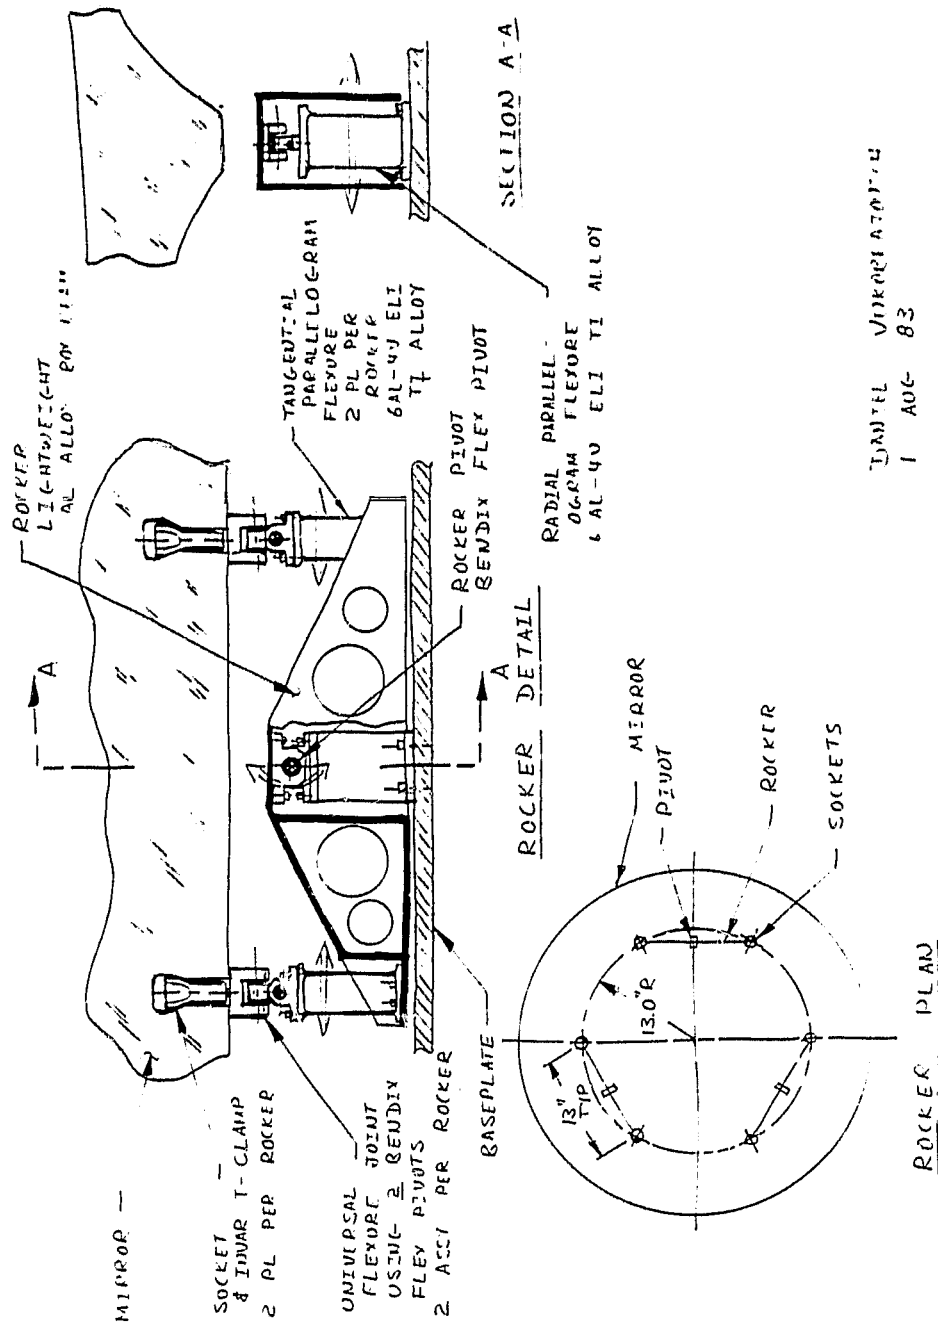 MIRROR
SOCKET
& INVAR T-CLAMP
2 PL PER ROCKER
UNIVERSAL
FLEXURE JOINT
USING 2 BENDIX
FLEX PIVOTS
2 ASSY PER ROCKER
BASEPLATE
ROCKER
LIGHTWEIGHT
AL ALLOY
A
A
TANGENTIAL
PARALLELOGRAM
FLEXURE
2 PL PER
ROCKER
6AL-4V ELI
TI ALLOY
ROCKER PIVOT
BENDIX FLEX PIVOT
RADIAL PARALLEL-
OGRAM FLEXURE
6 AL-4V ELI TI ALLOY
SECTION A-A
ROCKER DETAIL
MIRROR
PIVOT
ROCKER
SOCKETS
13.0"R
13"
TYP
ROCKER PLAN
DANIEL
1 AUG 83